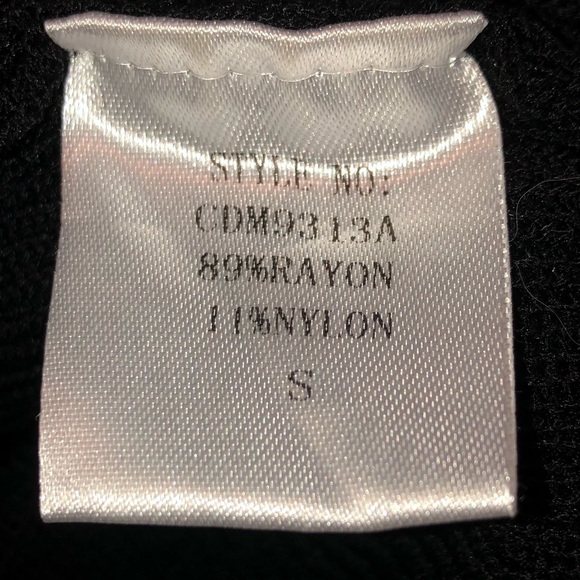 STYLE NO:
CDM9313A
89%RAYON
11%NYLON
S